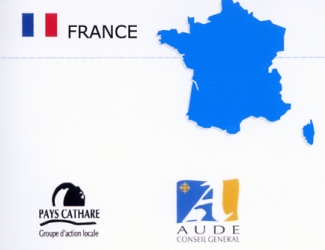 FRANCE
PAYS CATHARE
Groupe d'action locale
AUDE
CONSEIL GENERAL